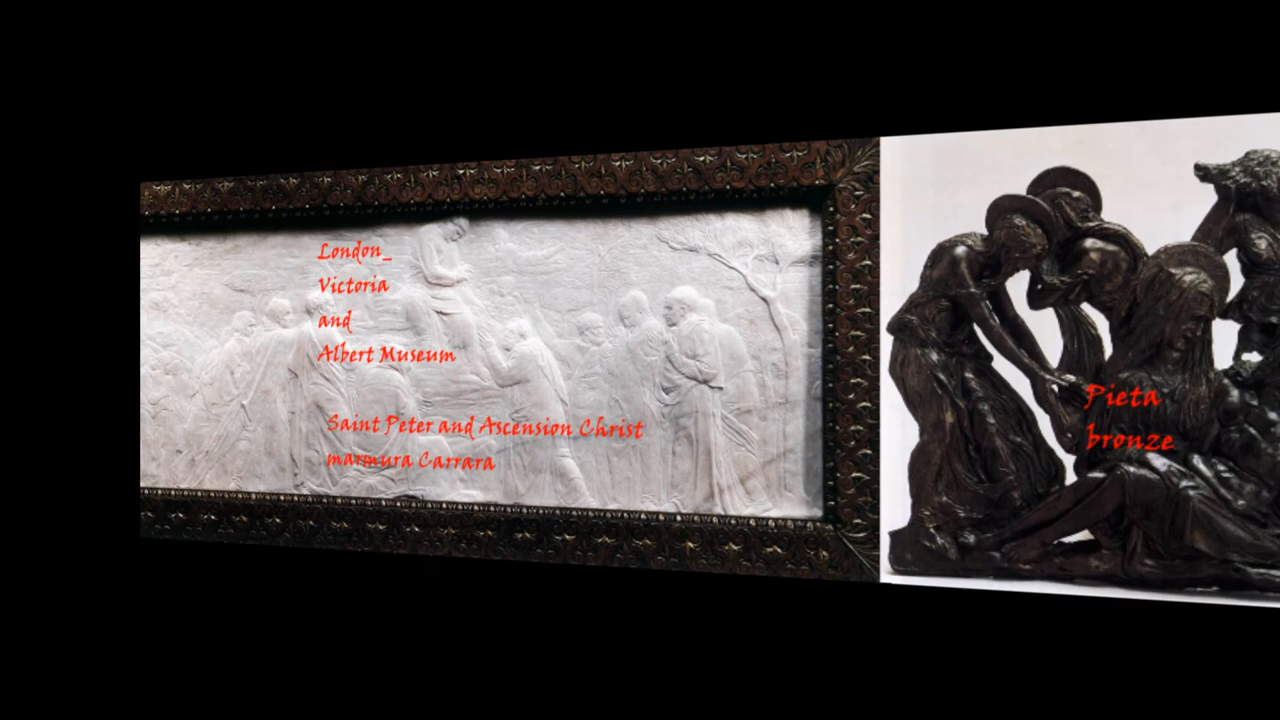 London_
Victoria
and
Albert Museum
Saint Peter and Ascension Christ
marmura Carrara
Pieta
bronze